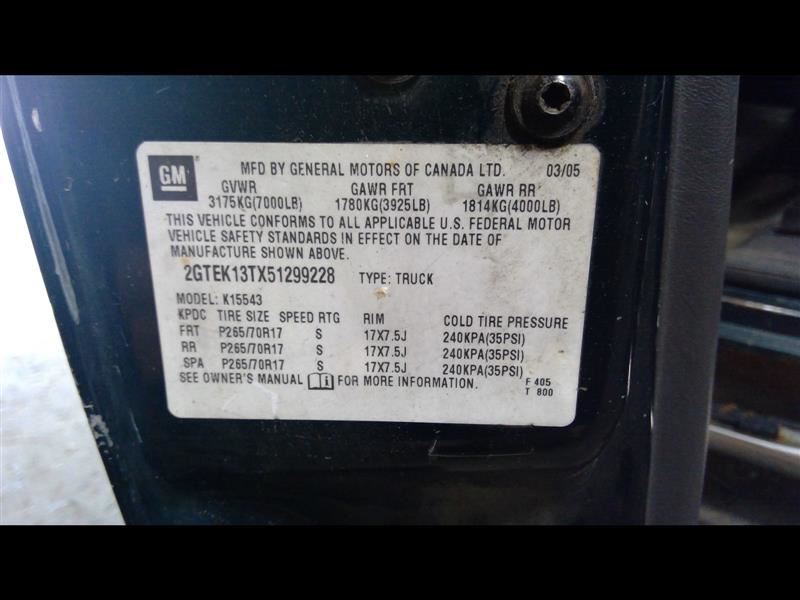 GM MFD BY GENERAL MOTORS OF CANADA LTD. 03/05
GVWR GAWR FRT GAWR RR
3175KG(7000LB) 1780KG(3925LB) 1814KG(4000LB)
THIS VEHICLE CONFORMS TO ALL APPLICABLE U.S. FEDERAL MOTOR
VEHICLE SAFETY STANDARDS IN EFFECT ON THE DATE OF
MANUFACTURE SHOWN ABOVE.
2GTEK13TX51299228 TYPE: TRUCK
MODEL: K15543
KPDC TIRE SIZE SPEED RTG RIM COLD TIRE PRESSURE
FRT P265/70R17 S 17X7.5J 240KPA(35PSI)
RR P265/70R17 S 17X7.5J 240KPA(35PSI)
SPA P265/70R17 S 17X7.5J 240KPA(35PSI)
SEE OWNER'S MANUAL FOR MORE INFORMATION. F 405
T 800